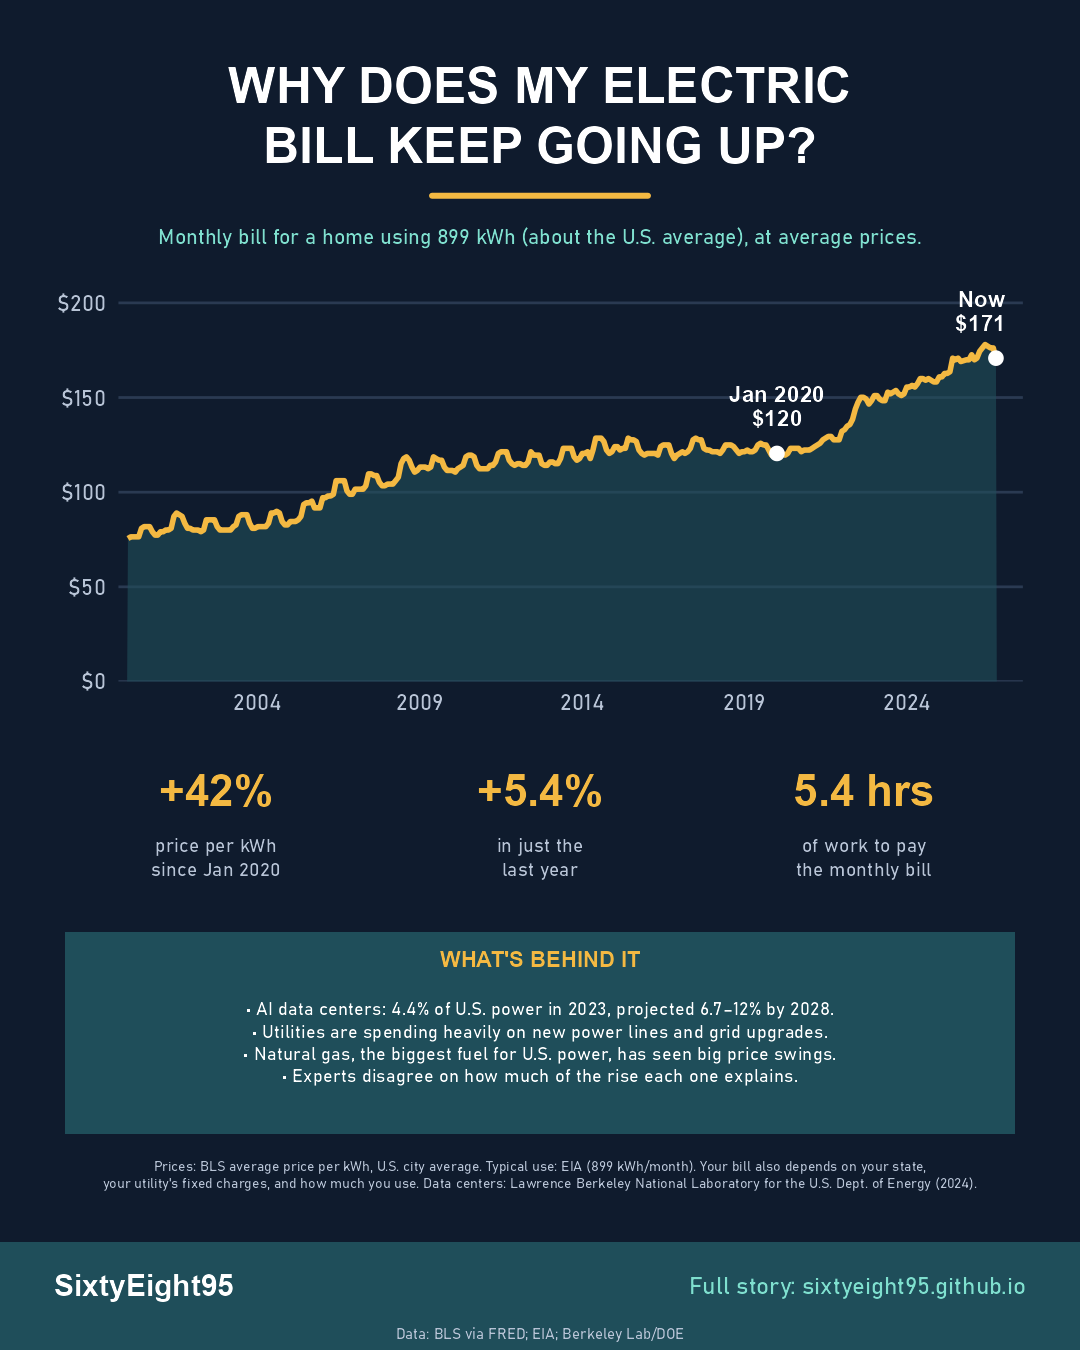 WHY DOES MY ELECTRIC
BILL KEEP GOING UP?
Monthly bill for a home using 899 kWh (about the U.S. average), at average prices.
$200
$150
$100
$50
$0
Now
$171
Jan 2020
$120
2004
2009
2014
2019
2024
+42%
price per kWh
since Jan 2020
+5.4%
in just the
last year
5.4 hrs
of work to pay
the monthly bill
WHAT'S BEHIND IT
• AI data centers: 4.4% of U.S. power in 2023, projected 6.7–12% by 2028.
• Utilities are spending heavily on new power lines and grid upgrades.
• Natural gas, the biggest fuel for U.S. power, has seen big price swings.
• Experts disagree on how much of the rise each one explains.
Prices: BLS average price per kWh, U.S. city average. Typical use: EIA (899 kWh/month). Your bill also depends on your state,
your utility's fixed charges, and how much you use. Data centers: Lawrence Berkeley National Laboratory for the U.S. Dept. of Energy (2024).
SixtyEight95
Full story: sixtyeight95.github.io
Data: BLS via FRED; EIA; Berkeley Lab/DOE